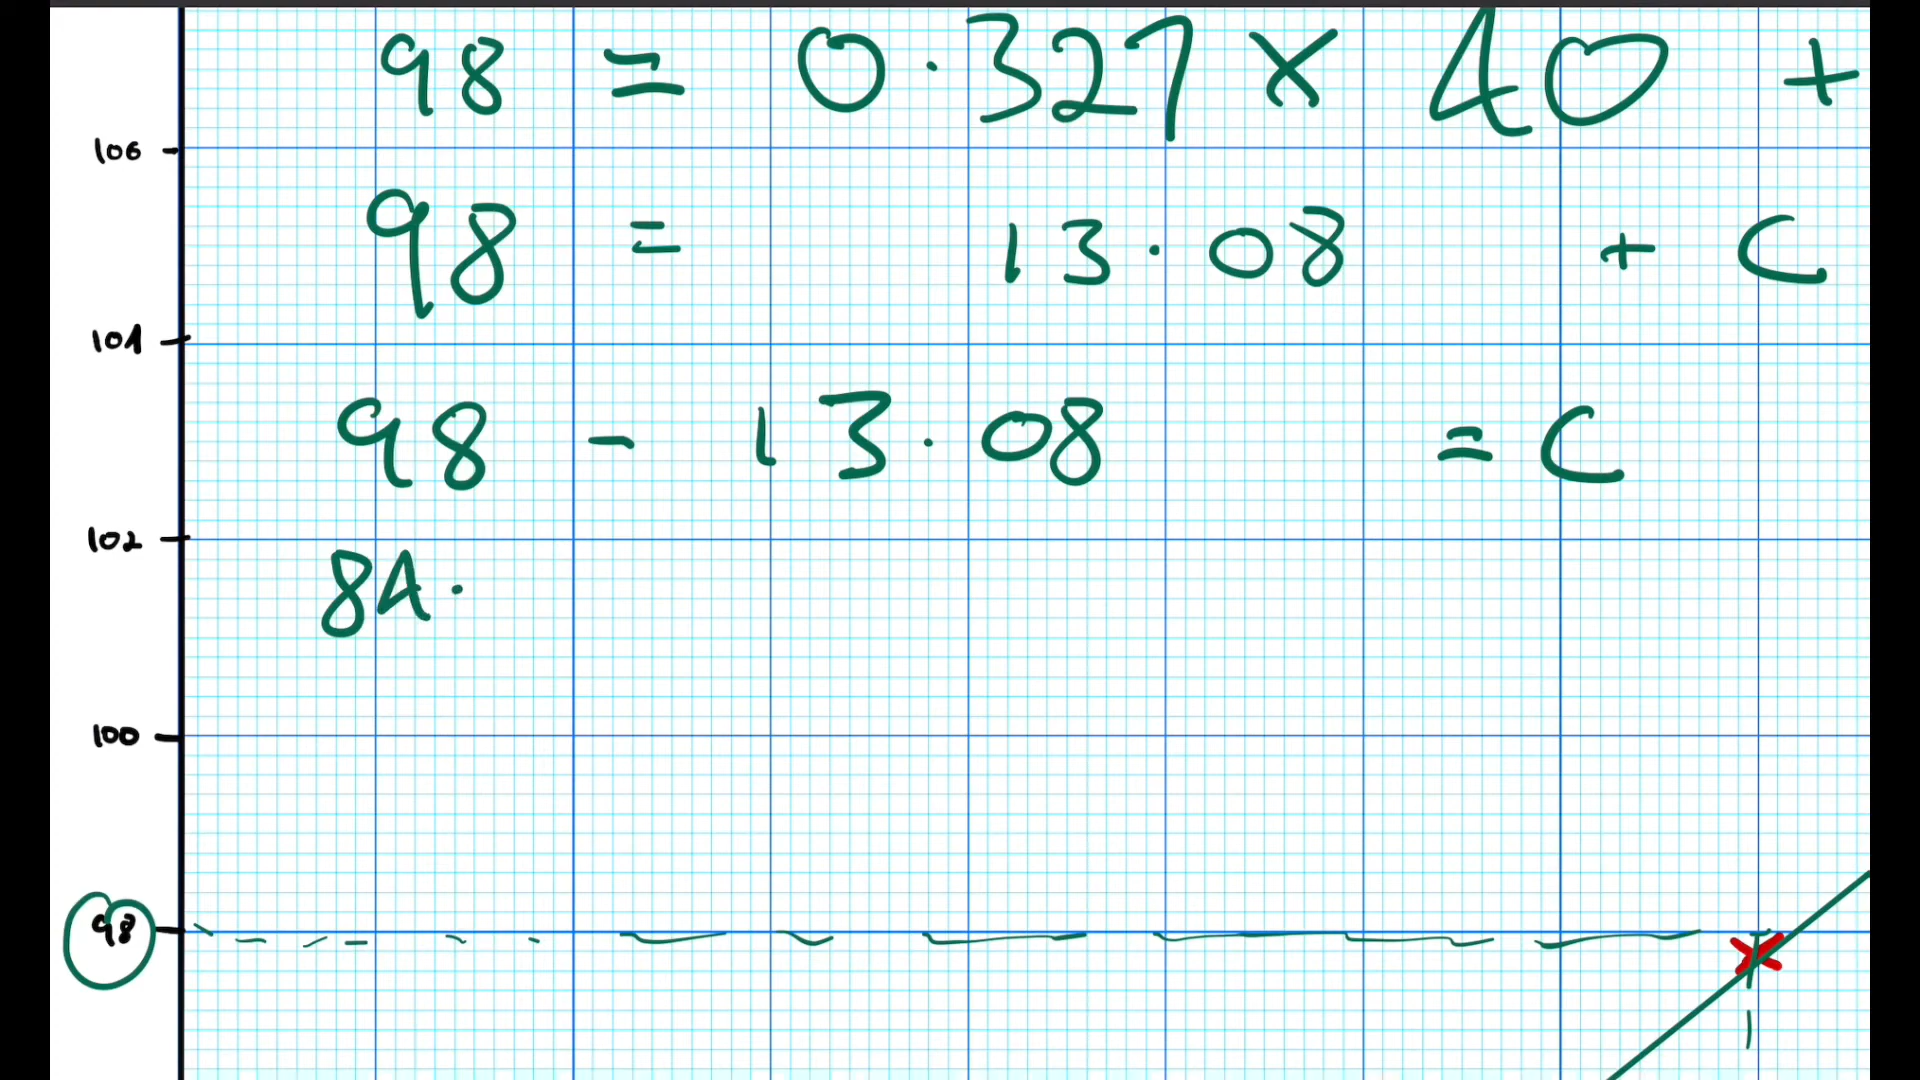 98 = 0.327 × 40 +
106
98 = 13.08 + C
104
98 - 13.08 = C
102
84.
100
98